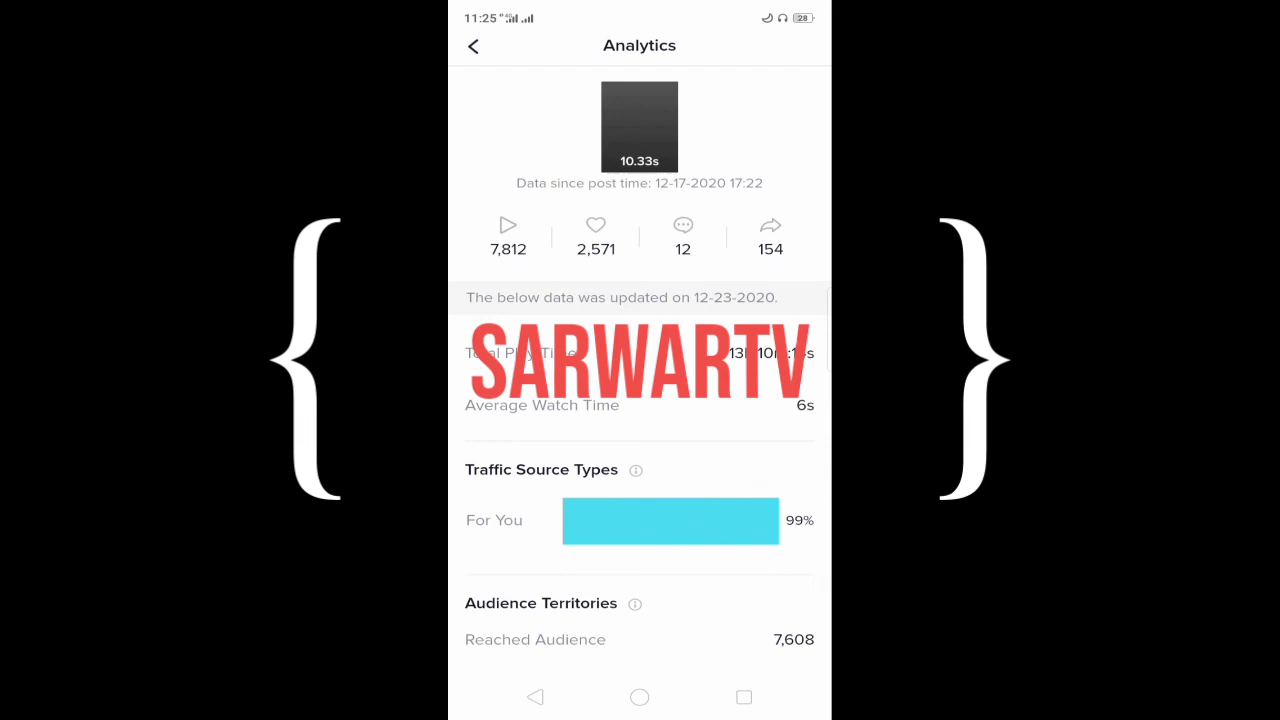 11:25
28
Analytics
10.33s
Data since post time: 12-17-2020 17:22
7,812 2,571 12 154
The below data was updated on 12-23-2020.
SARWARTV
Average Watch Time 6s
Traffic Source Types
For You 99%
Audience Territories
Reached Audience 7,608
{ }